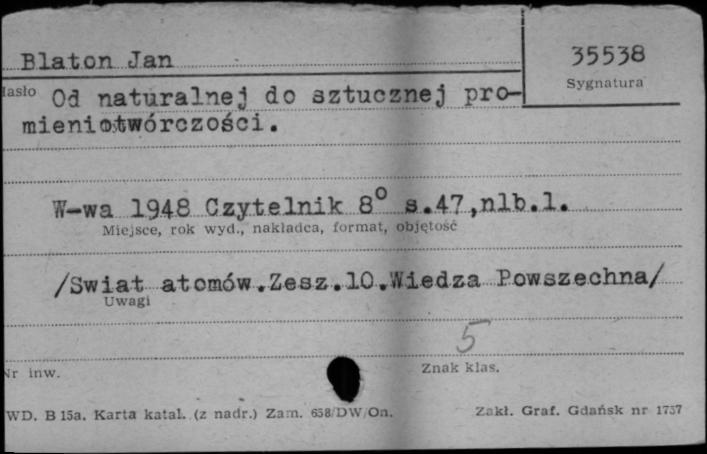 Blaton Jan
35538
Sygnatura
Hasło Od naturalnej do sztucznej pro-
mieniotwórczości.
W-wa 1948 Czytelnik 8° s.47,nlb.1.
Miejsce, rok wyd., nakładca, format, objętość
/Swiat atomów.Zesz.10.Wiedza Powszechna/
Uwagi
5
Nr inw.
Znak klas.
WD. B 15a. Karta katal. (z nadr.) Zam. 658/DW/On.
Zakł. Graf. Gdańsk nr 1757